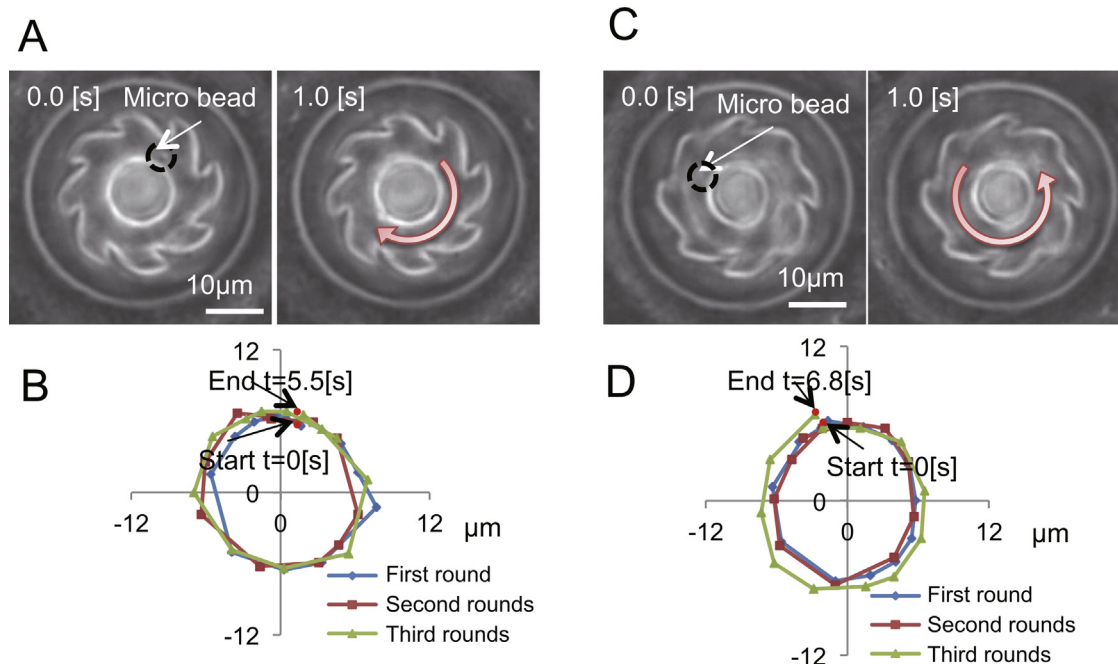 A
0.0 [s]
Micro bead
1.0 [s]
10µm
C
0.0 [s]
Micro bead
1.0 [s]
10µm
B
12
End t=5.5[s]
Start t=0[s]
-12
0
0
12
µm
First round
Second rounds
Third rounds
-12
D
12
End t=6.8[s]
Start t=0[s]
-12
0
0
12
µm
First round
Second rounds
Third rounds
-12